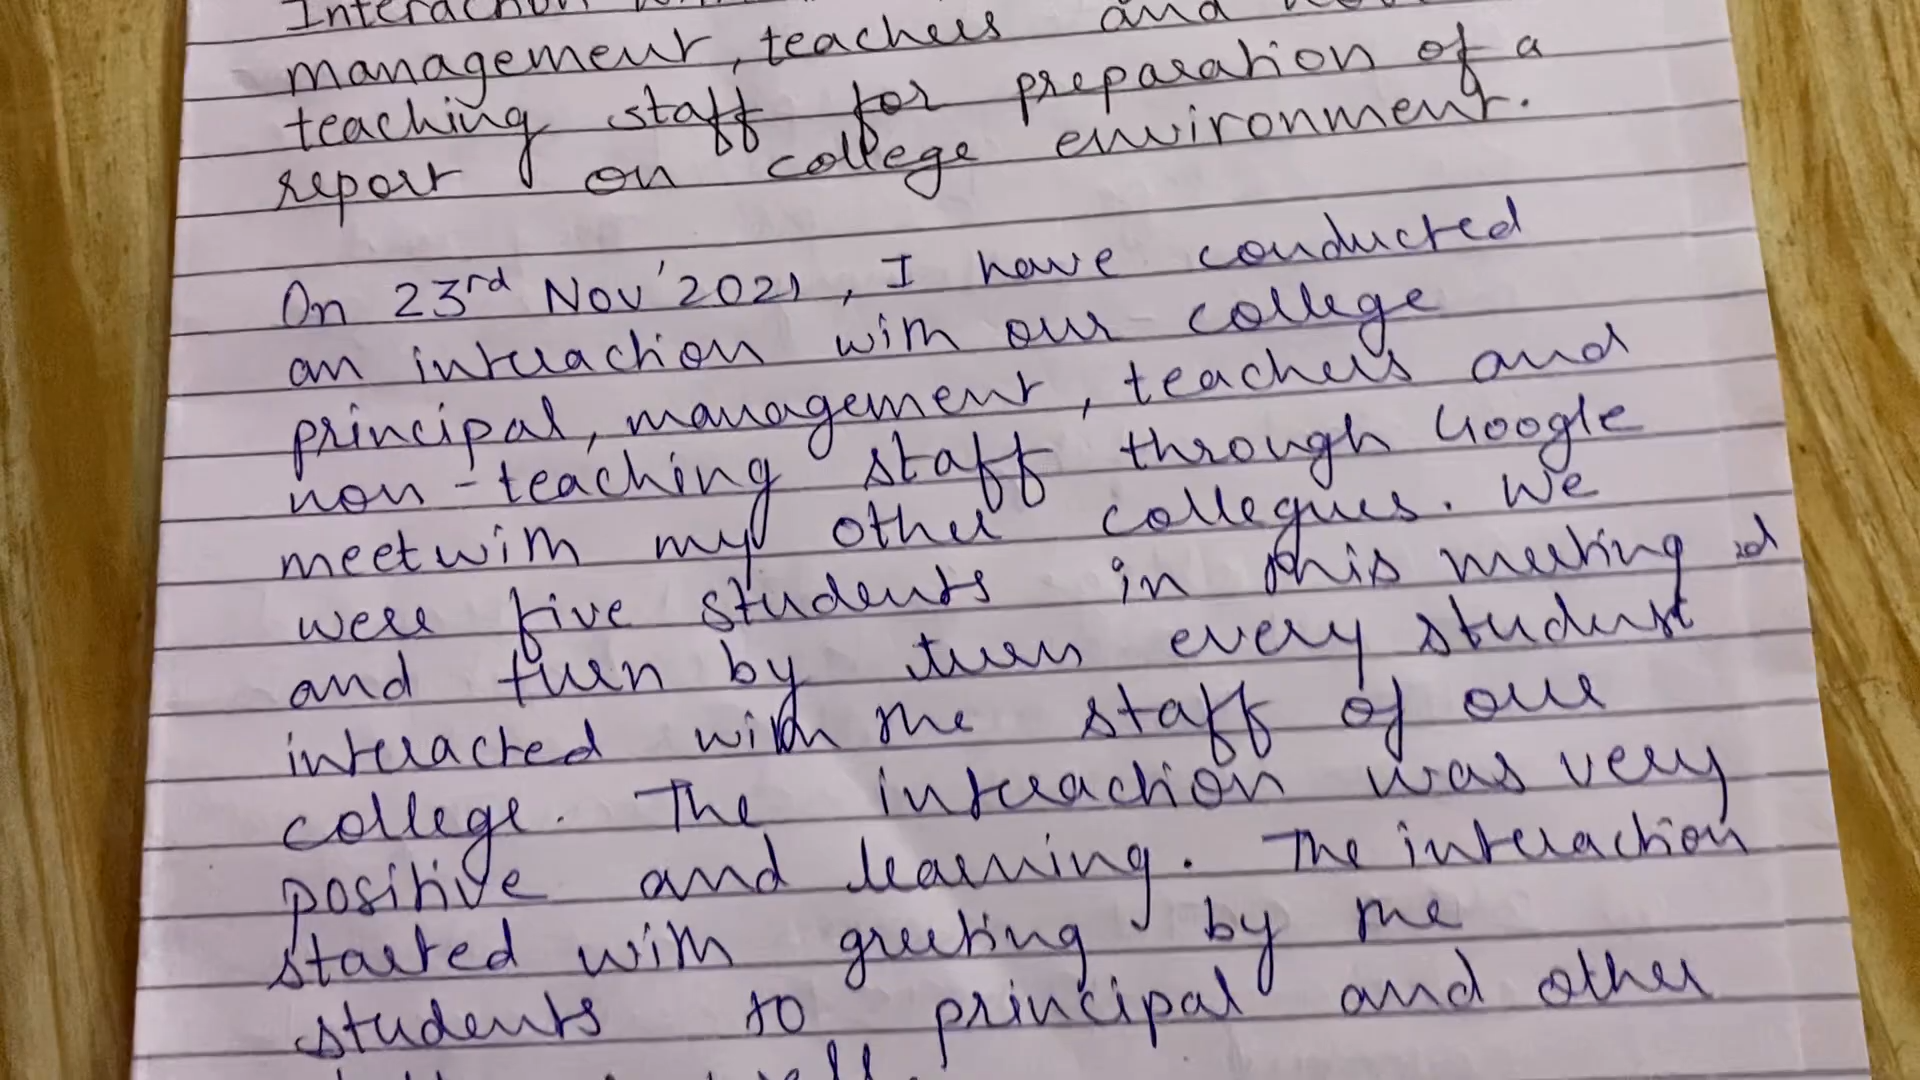 Interaction
management, teachers and
teaching staff for preparation of a
report on college environment.
On 23rd Nov'2021, I have conducted
an interaction with our college
principal, management, teachers and
non-teaching staff through Google
meet with my other collegues. We
were five students in this meeting
and turn by turn every student
interacted with the staff of our
college. The interaction was very
positive and learning. The interaction
started with greeting by the
students to principal and other